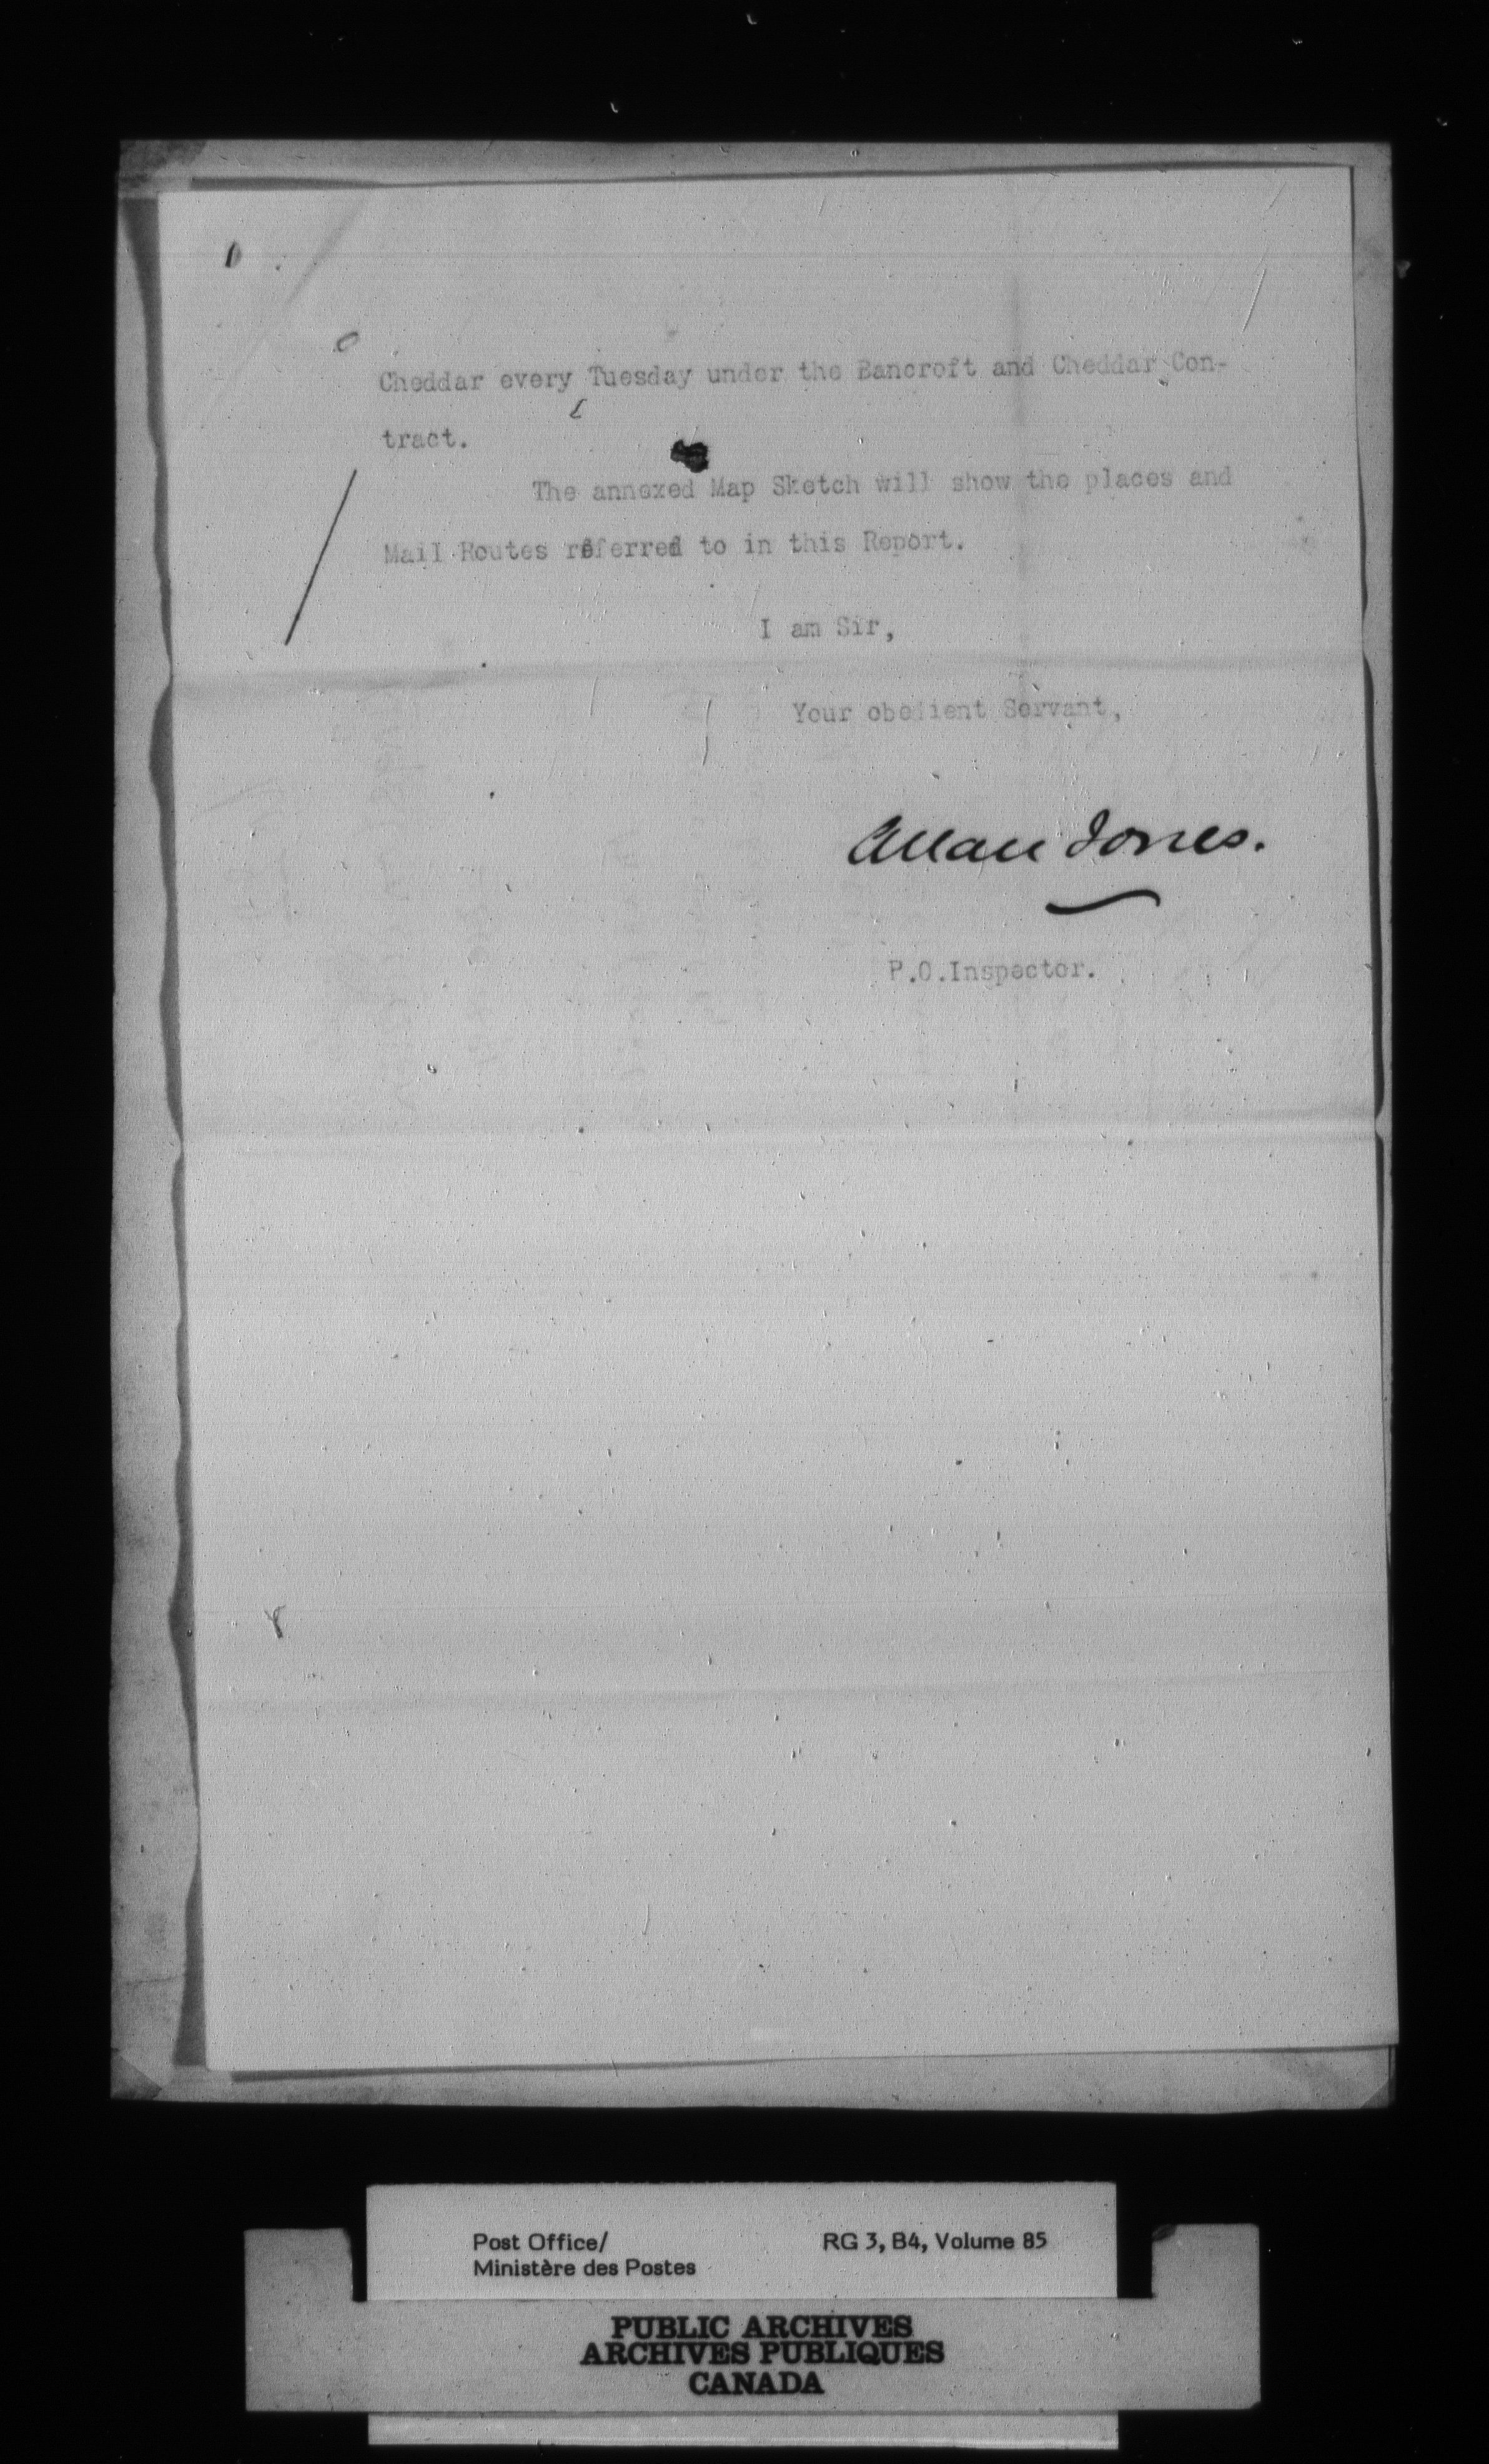 Cheddar every Tuesday under the Bancroft and Cheddar Con-
tract.
The annexed Map Sketch will show the places and
Mail Routes referred to in this Report.
I am Sir,
Your obedient Servant,
Allan Jones.
P.O.Inspector.
Post Office/
Ministère des Postes
RG 3, B4, Volume 85
PUBLIC ARCHIVES
ARCHIVES PUBLIQUES
CANADA